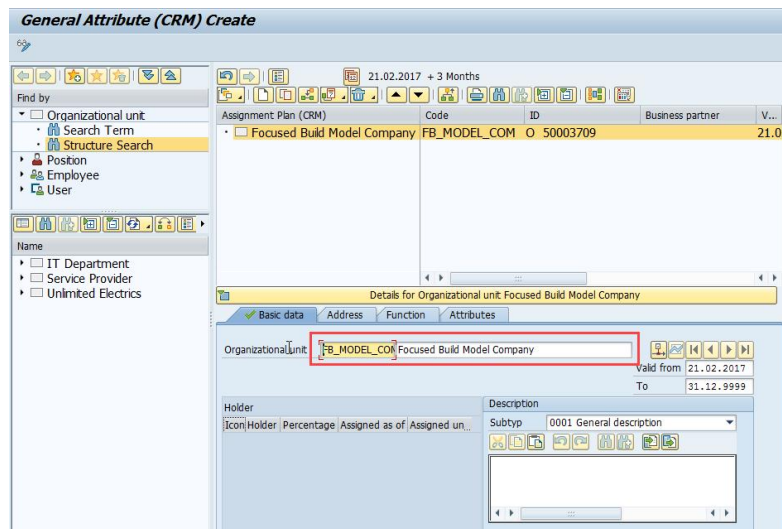 General Attribute (CRM) Create
21.02.2017 + 3 Months
Find by
Organizational unit
Search Term
Structure Search
Position
Employee
User
Name
IT Department
Service Provider
Unlimited Electrics
Assignment Plan (CRM) Code ID Business partner V...
Focused Build Model Company FB_MODEL_COM O 50003709 21.0
Details for Organizational unit Focused Build Model Company
Basic data Address Function Attributes
Organizational unit FB_MODEL_COM Focused Build Model Company
Valid from 21.02.2017
To 31.12.9999
Holder
Icon Holder Percentage Assigned as of Assigned un...
Description
Subtyp 0001 General description